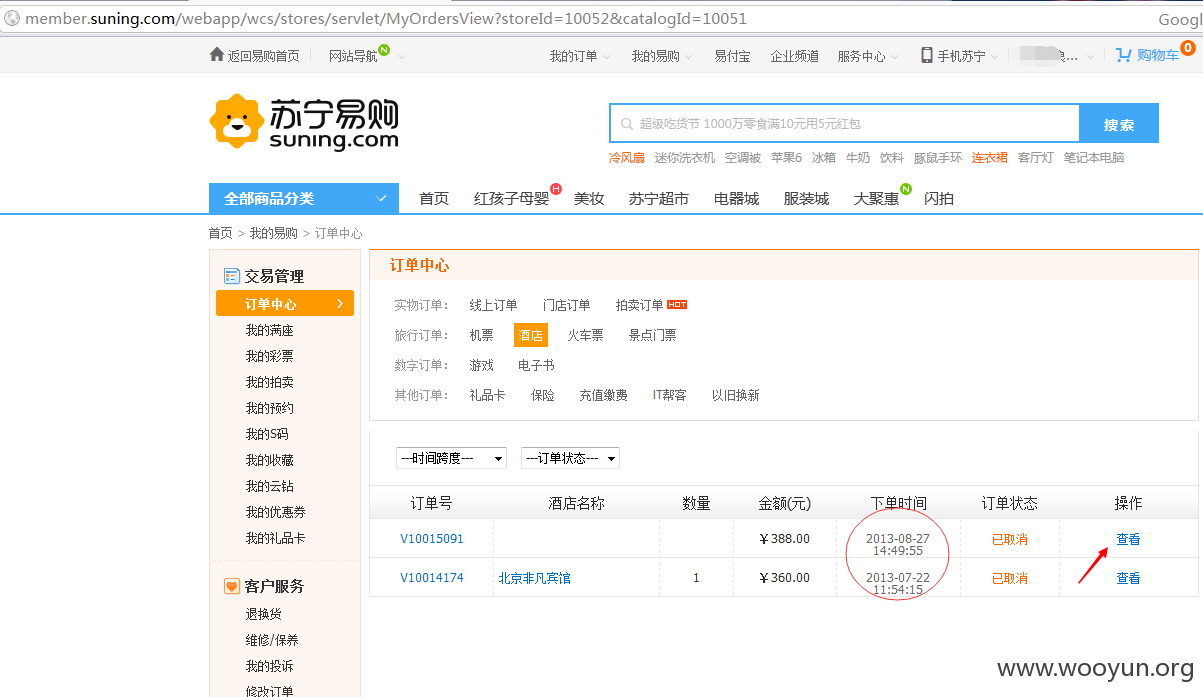 member.suning.com/webapp/wcs/stores/servlet/MyOrdersView?storeId=10052&catalogId=10051
Googl
返回易购首页 网站导航 N 我的订单 我的易购 易付宝 企业频道 服务中心 手机苏宁 ... 购物车 0
苏宁易购
suning.com
超级吃货节 1000万零食满10元用5元红包
搜索
冷风扇 迷你洗衣机 空调被 苹果6 冰箱 牛奶 饮料 豚鼠手环 连衣裙 客厅灯 笔记本电脑
全部商品分类 首页 红孩子母婴 H 美妆 苏宁超市 电器城 服装城 大聚惠 N 闪拍
首页 > 我的易购 > 订单中心
交易管理
订单中心
我的满座
我的彩票
我的拍卖
我的预约
我的S码
我的收藏
我的云钻
我的优惠券
我的礼品卡
客户服务
退换货
维修/保养
我的投诉
修改订单
订单中心
实物订单: 线上订单 门店订单 拍卖订单 HOT
旅行订单: 机票 酒店 火车票 景点门票
数字订单: 游戏 电子书
其他订单: 礼品卡 保险 充值缴费 IT帮客 以旧换新
---时间跨度--- ---订单状态---
订单号 酒店名称 数量 金额(元) 下单时间 订单状态 操作
V10015091 ￥388.00 2013-08-27 14:49:55 已取消 查看
V10014174 北京非凡宾馆 1 ￥360.00 2013-07-22 11:54:15 已取消 查看
www.wooyun.org